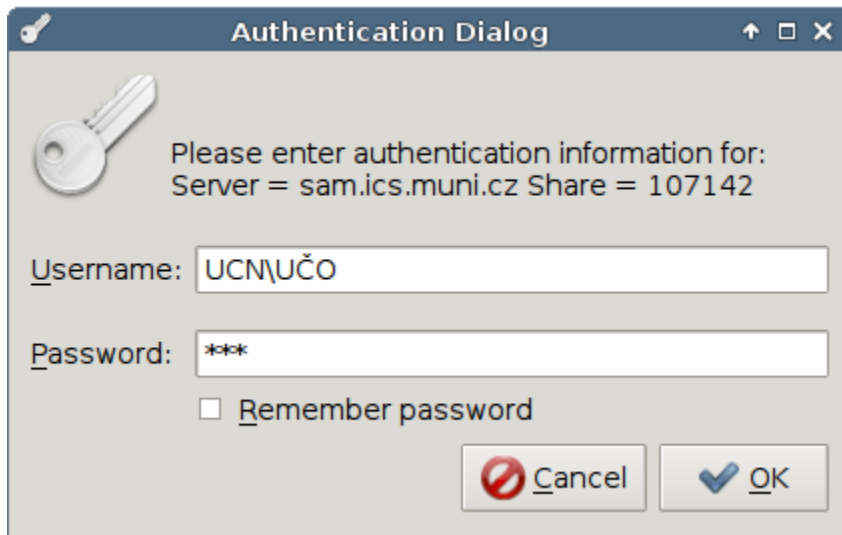 Authentication Dialog
Please enter authentication information for:
Server = sam.ics.muni.cz Share = 107142
Username: UCN\UČO
Password: ***
Remember password
Cancel OK